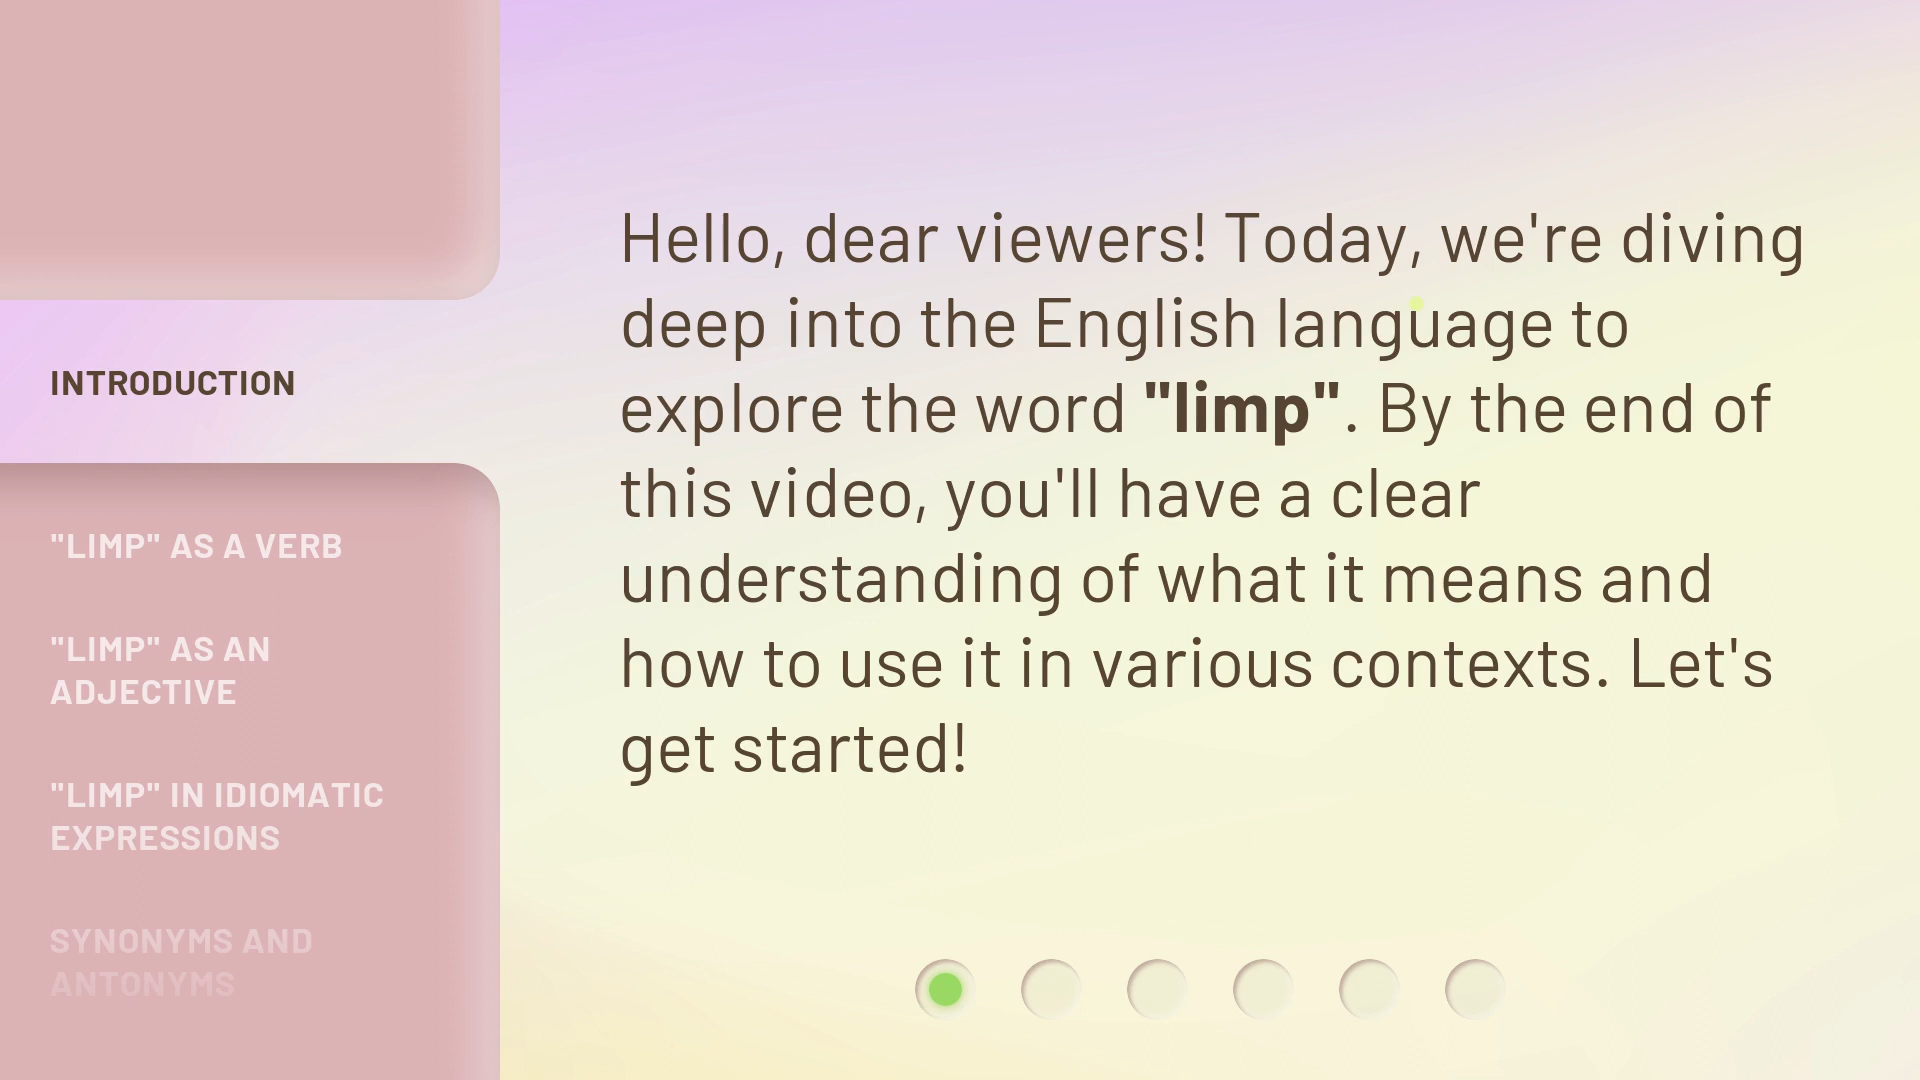 INTRODUCTION
"LIMP" AS A VERB
"LIMP" AS AN
ADJECTIVE
"LIMP" IN IDIOMATIC
EXPRESSIONS
SYNONYMS AND
ANTONYMS
Hello, dear viewers! Today, we're diving
deep into the English language to
explore the word "limp". By the end of
this video, you'll have a clear
understanding of what it means and
how to use it in various contexts. Let's
get started!